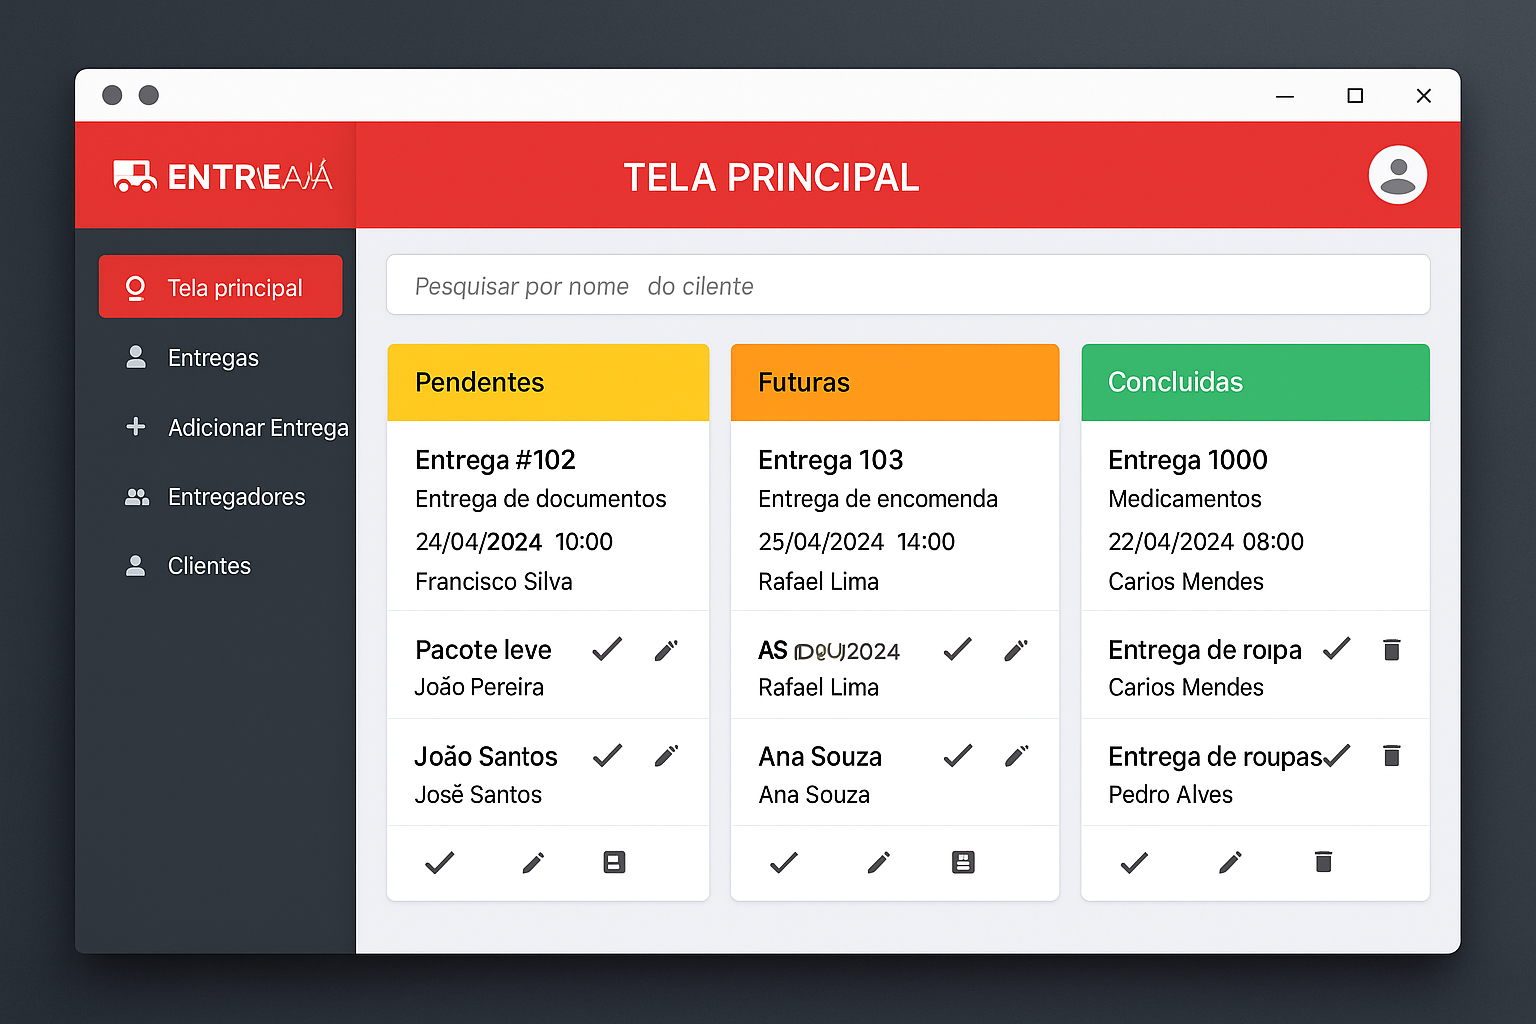 TELA PRINCIPAL
Tela principal
Entregas
Adicionar Entrega
Entregadores
Clientes
Pesquisar por nome do cilente
Pendentes
Entrega #102
Entrega de documentos
24/04/2024 10:00
Francisco Silva
Pacote leve
João Pereira
João Santos
José Santos
Futuras
Entrega 103
Entrega de encomenda
25/04/2024 14:00
Rafael Lima
AS 2024
Rafael Lima
Ana Souza
Ana Souza
Concluidas
Entrega 1000
Medicamentos
22/04/2024 08:00
Carios Mendes
Entrega de roıpa
Carios Mendes
Entrega de roupas
Pedro Alves